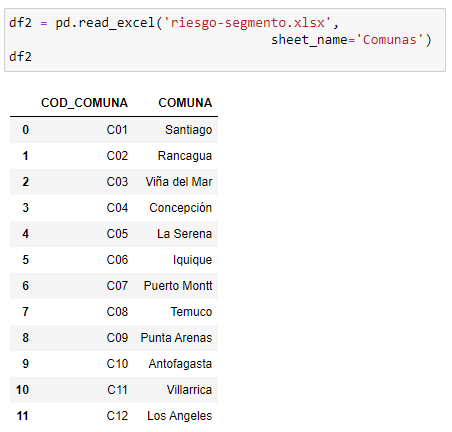 df2 = pd.read_excel('riesgo-segmento.xlsx',
sheet_name='Comunas')
df2
COD_COMUNA COMUNA
0 C01 Santiago
1 C02 Rancagua
2 C03 Viña del Mar
3 C04 Concepción
4 C05 La Serena
5 C06 Iquique
6 C07 Puerto Montt
7 C08 Temuco
8 C09 Punta Arenas
9 C10 Antofagasta
10 C11 Villarrica
11 C12 Los Angeles